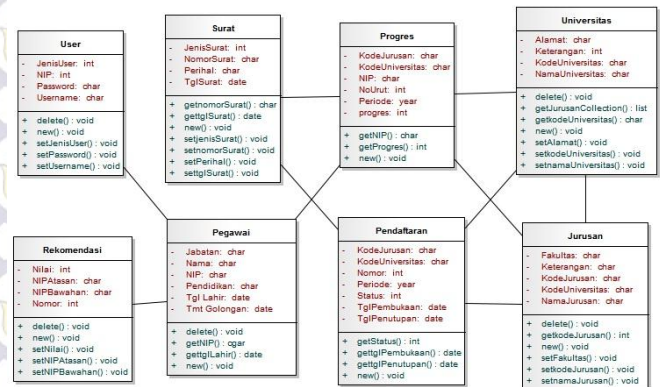 User
- JenisUser: int
- NIP: int
- Password: char
- Username: char
+ delete() : void
+ new() : void
+ setJenisUser() : void
+ setPassword() : void
+ setUsername() : void
Surat
- JenisSurat: int
- NomorSurat: char
- Perihal: char
- TglSurat: date
+ getnomorSurat() : char
+ gettglSurat() : date
+ new() : void
+ setjenisSurat() : void
+ setnomorSurat() : void
+ setPerihal() : void
+ settglSurat() : void
Progres
- KodeJurusan: char
- KodeUniversitas: char
- NIP: char
- NoUrut: int
- Periode: year
- progres: int
+ getNIP() : char
+ getProgres() : int
+ new() : void
Universitas
- Alamat: char
- Keterangan: int
- KodeUniversitas: char
- NamaUniversitas: char
+ delete() : void
+ getJurusanCollection() : list
+ getkodeUniversitas() : char
+ new() : void
+ setAlamat() : void
+ setkodeUniversitas() : void
+ setnamaUniversitas() : void
Rekomendasi
- Nilai: int
- NIPAtasan: char
- NIPBawahan: char
- Nomor: int
+ delete() : void
+ new() : void
+ setNilai() : void
+ setNIPAtasan() : void
+ setNIPBawahan() : void
Pegawai
- Jabatan: char
- Nama: char
- NIP: char
- Pendidikan: char
- Tgl Lahir: date
- Tmt Golongan: date
+ delete() : void
+ getNIP() : cgar
+ gettglLahir() : date
+ new() : void
Pendaftaran
- KodeJurusan: char
- KodeUniversitas: char
- Nomor: int
- Periode: year
- Status: int
- TglPembukaan: date
- TglPenutupan: date
+ getStatus() : int
+ gettglPembukaan() : date
+ gettglPenutupan() : date
+ new() : void
Jurusan
- Fakultas: char
- Keterangan: char
- KodeJurusan: char
- KodeUniversitas: char
- NamaJurusan: char
+ delete() : void
+ getkodeJurusan() : int
+ new() : void
+ setFakultas() : void
+ setkodeJurusan() : void
+ setnamaJurusan() : void